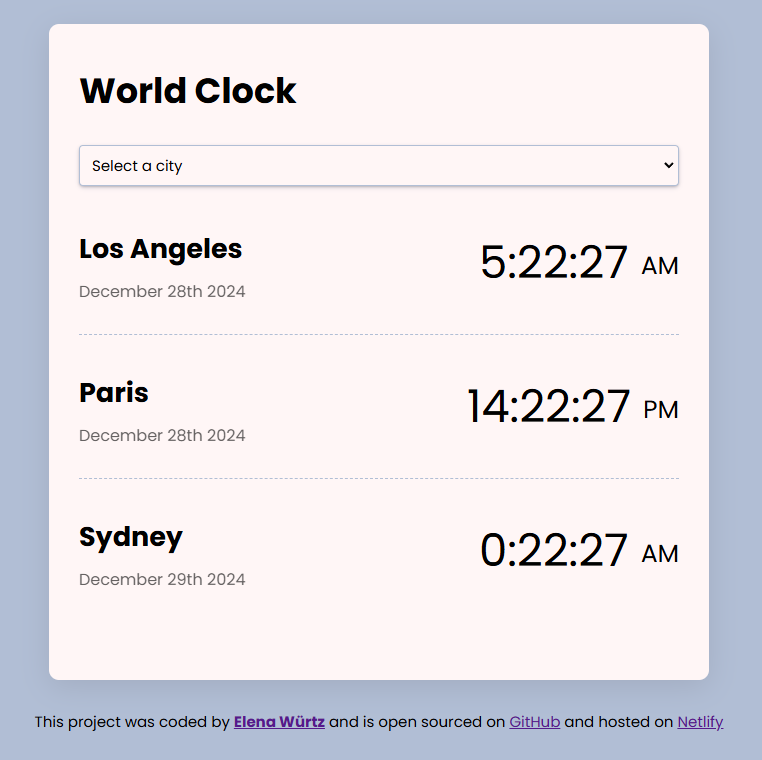 World Clock
Select a city
Los Angeles
5:22:27 AM
December 28th 2024
Paris
14:22:27 PM
December 28th 2024
Sydney
0:22:27 AM
December 29th 2024
This project was coded by Elena Würtz and is open sourced on GitHub and hosted on Netlify